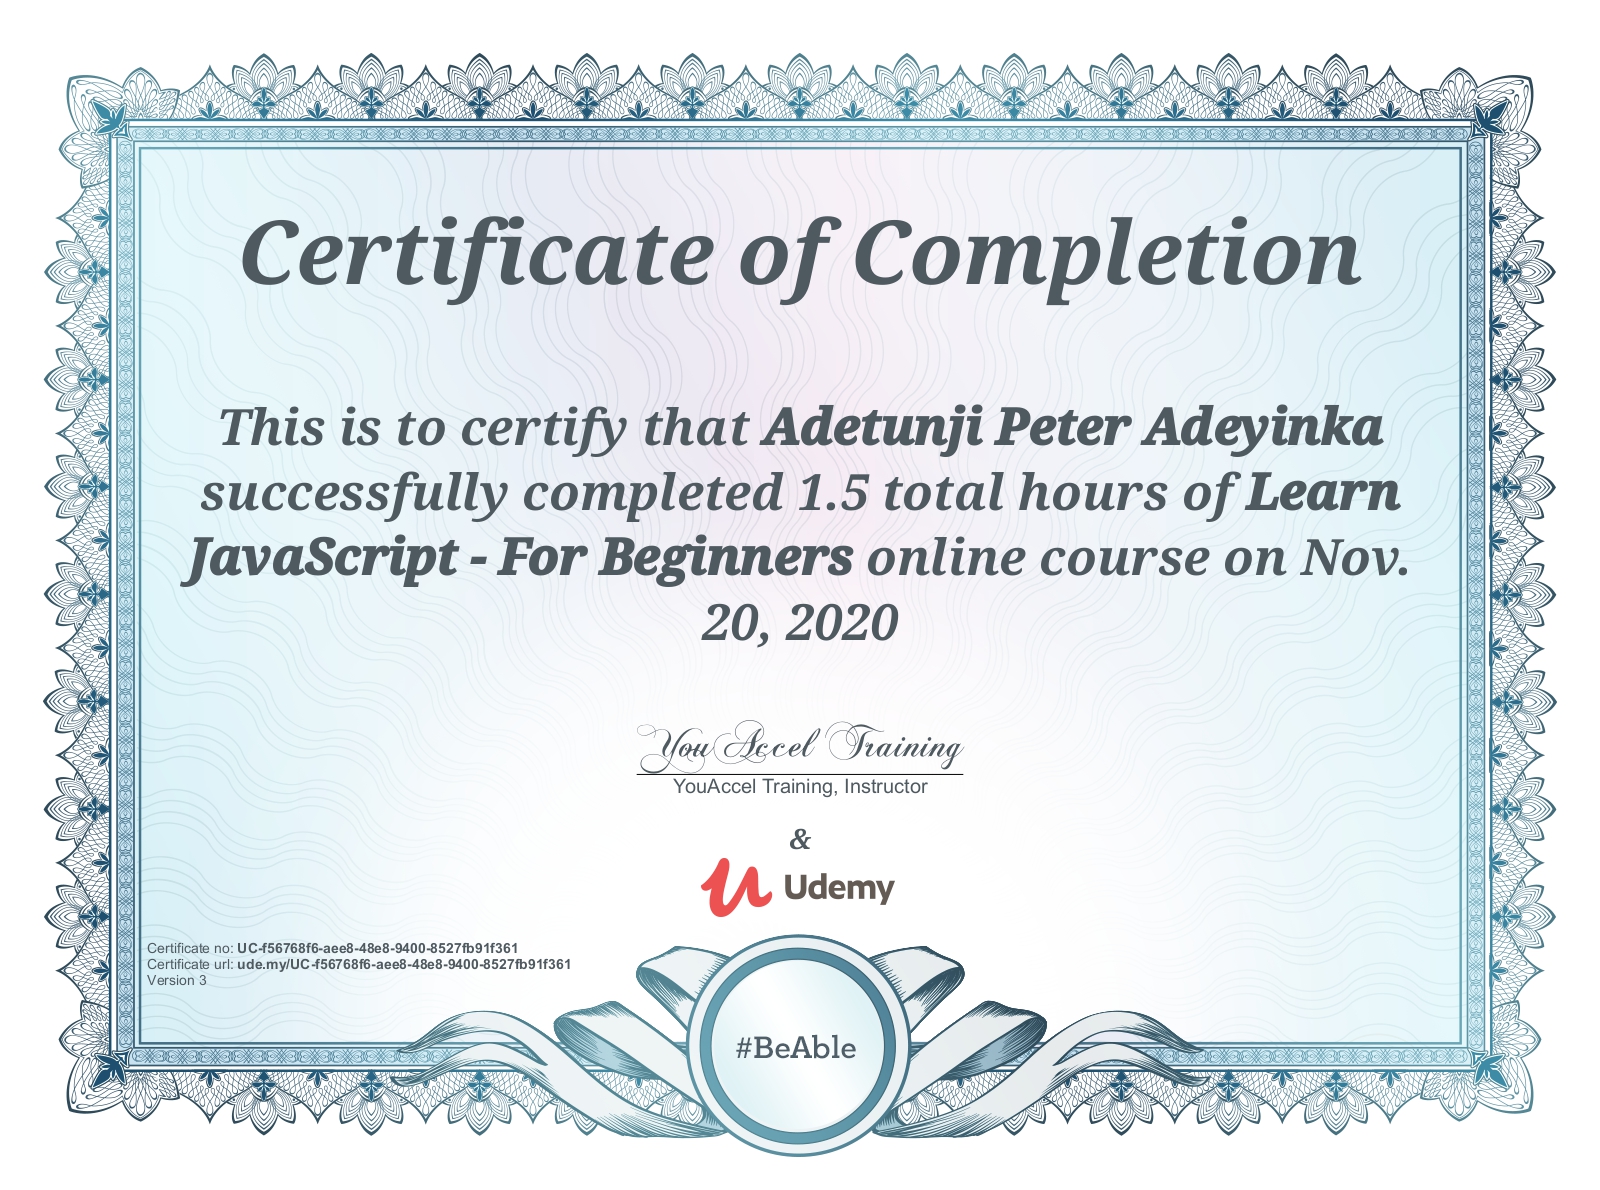 Certificate of Completion
This is to certify that Adetunji Peter Adeyinka
successfully completed 1.5 total hours of Learn
JavaScript - For Beginners online course on Nov.
20, 2020
YouAccel Training
YouAccel Training, Instructor
&
Udemy
Certificate no: UC-f56768f6-aee8-48e8-9400-8527fb91f361
Certificate url: ude.my/UC-f56768f6-aee8-48e8-9400-8527fb91f361
Version 3
#BeAble